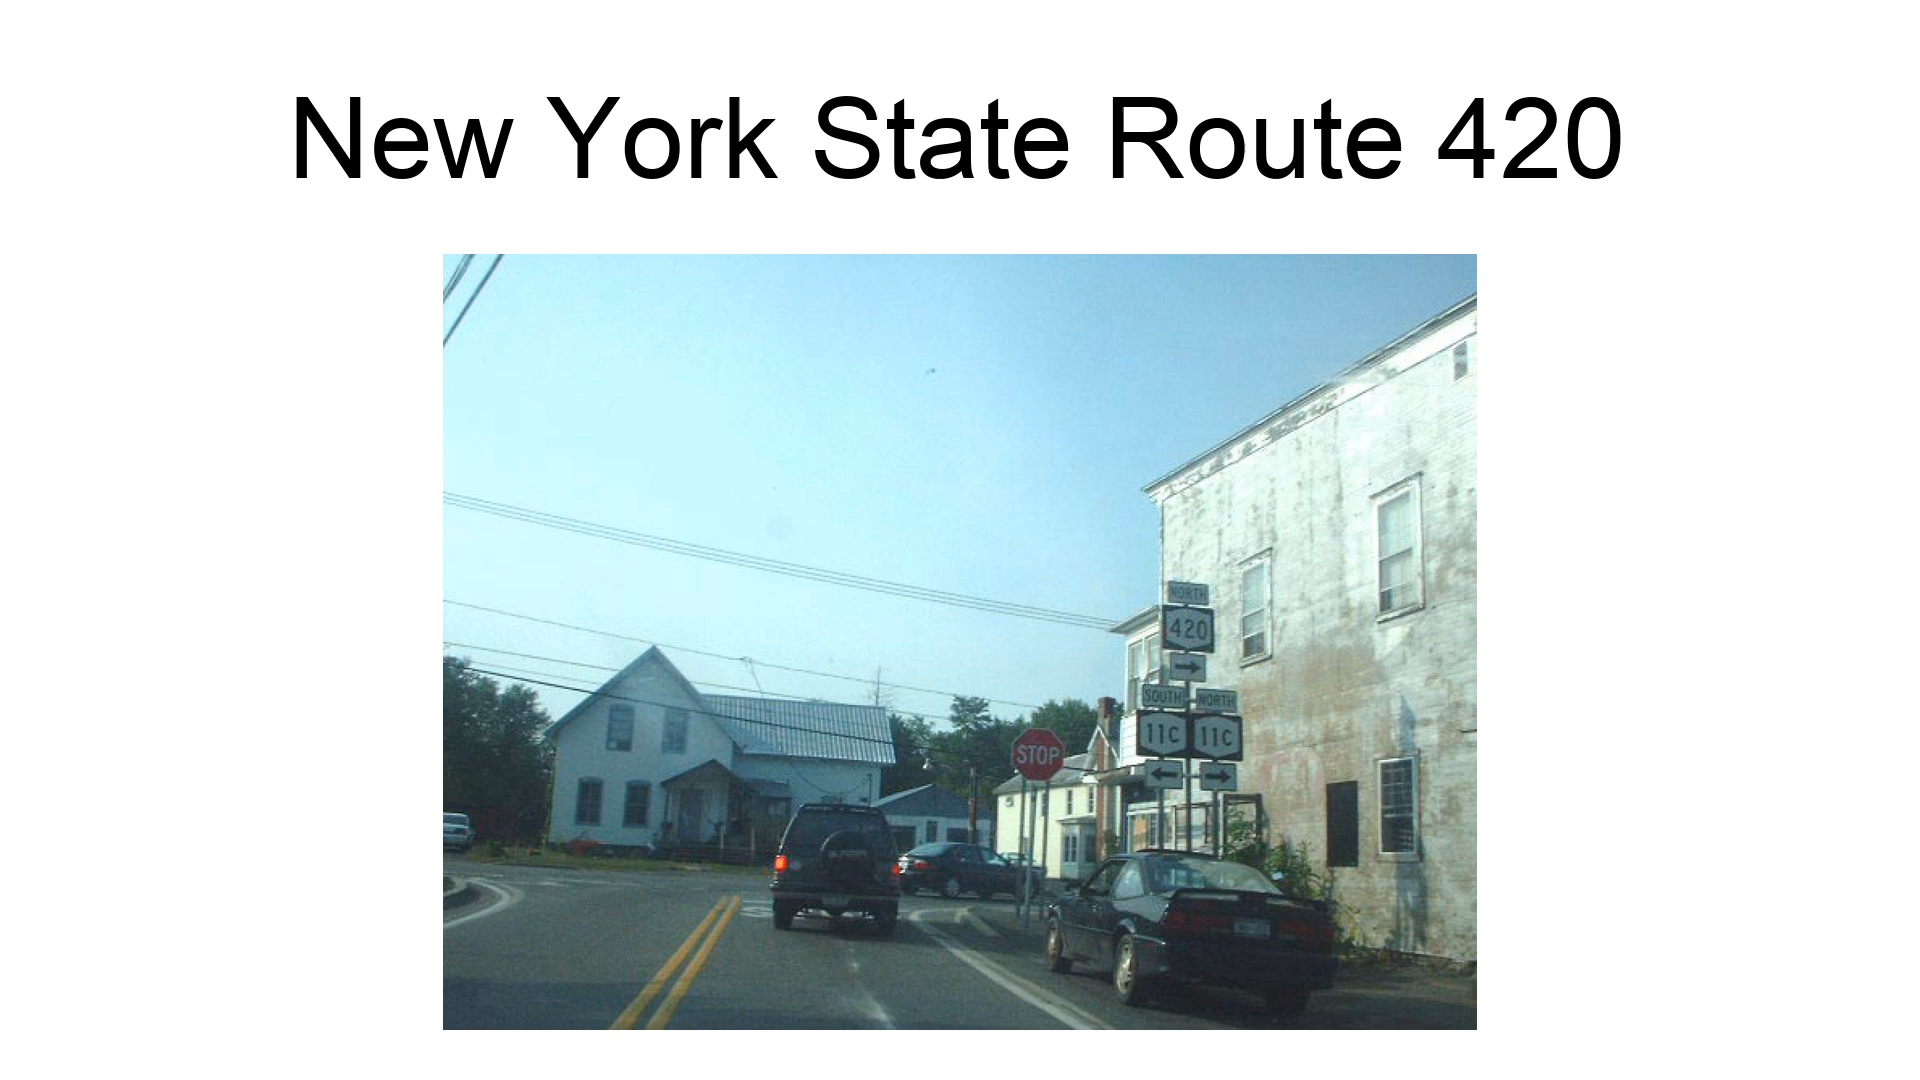 New York State Route 420
NORTH
420
SOUTH NORTH
11C 11C
STOP